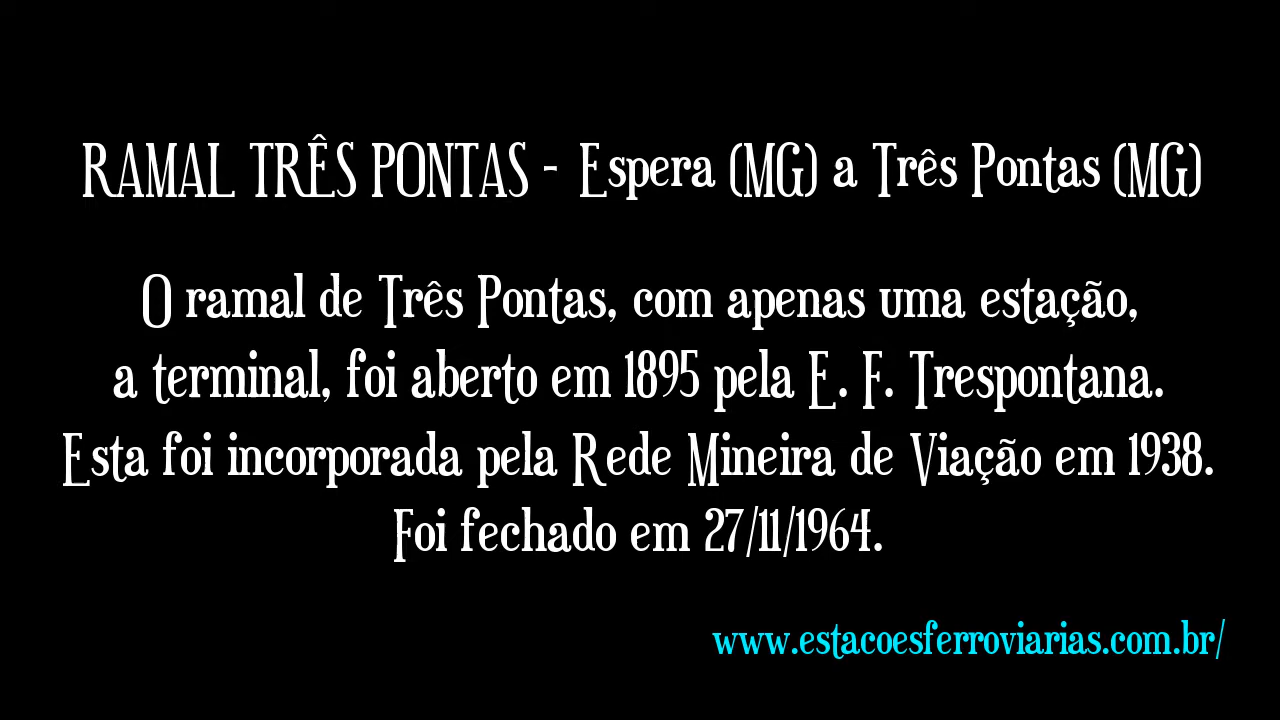 RAMAL TRÊS PONTAS - Espera (MG) a Três Pontas (MG)
O ramal de Três Pontas, com apenas uma estação,
a terminal, foi aberto em 1895 pela E. F. Trespontana.
Esta foi incorporada pela Rede Mineira de Viação em 1938.
Foi fechado em 27/11/1964.
www.estacoesferroviarias.com.br/